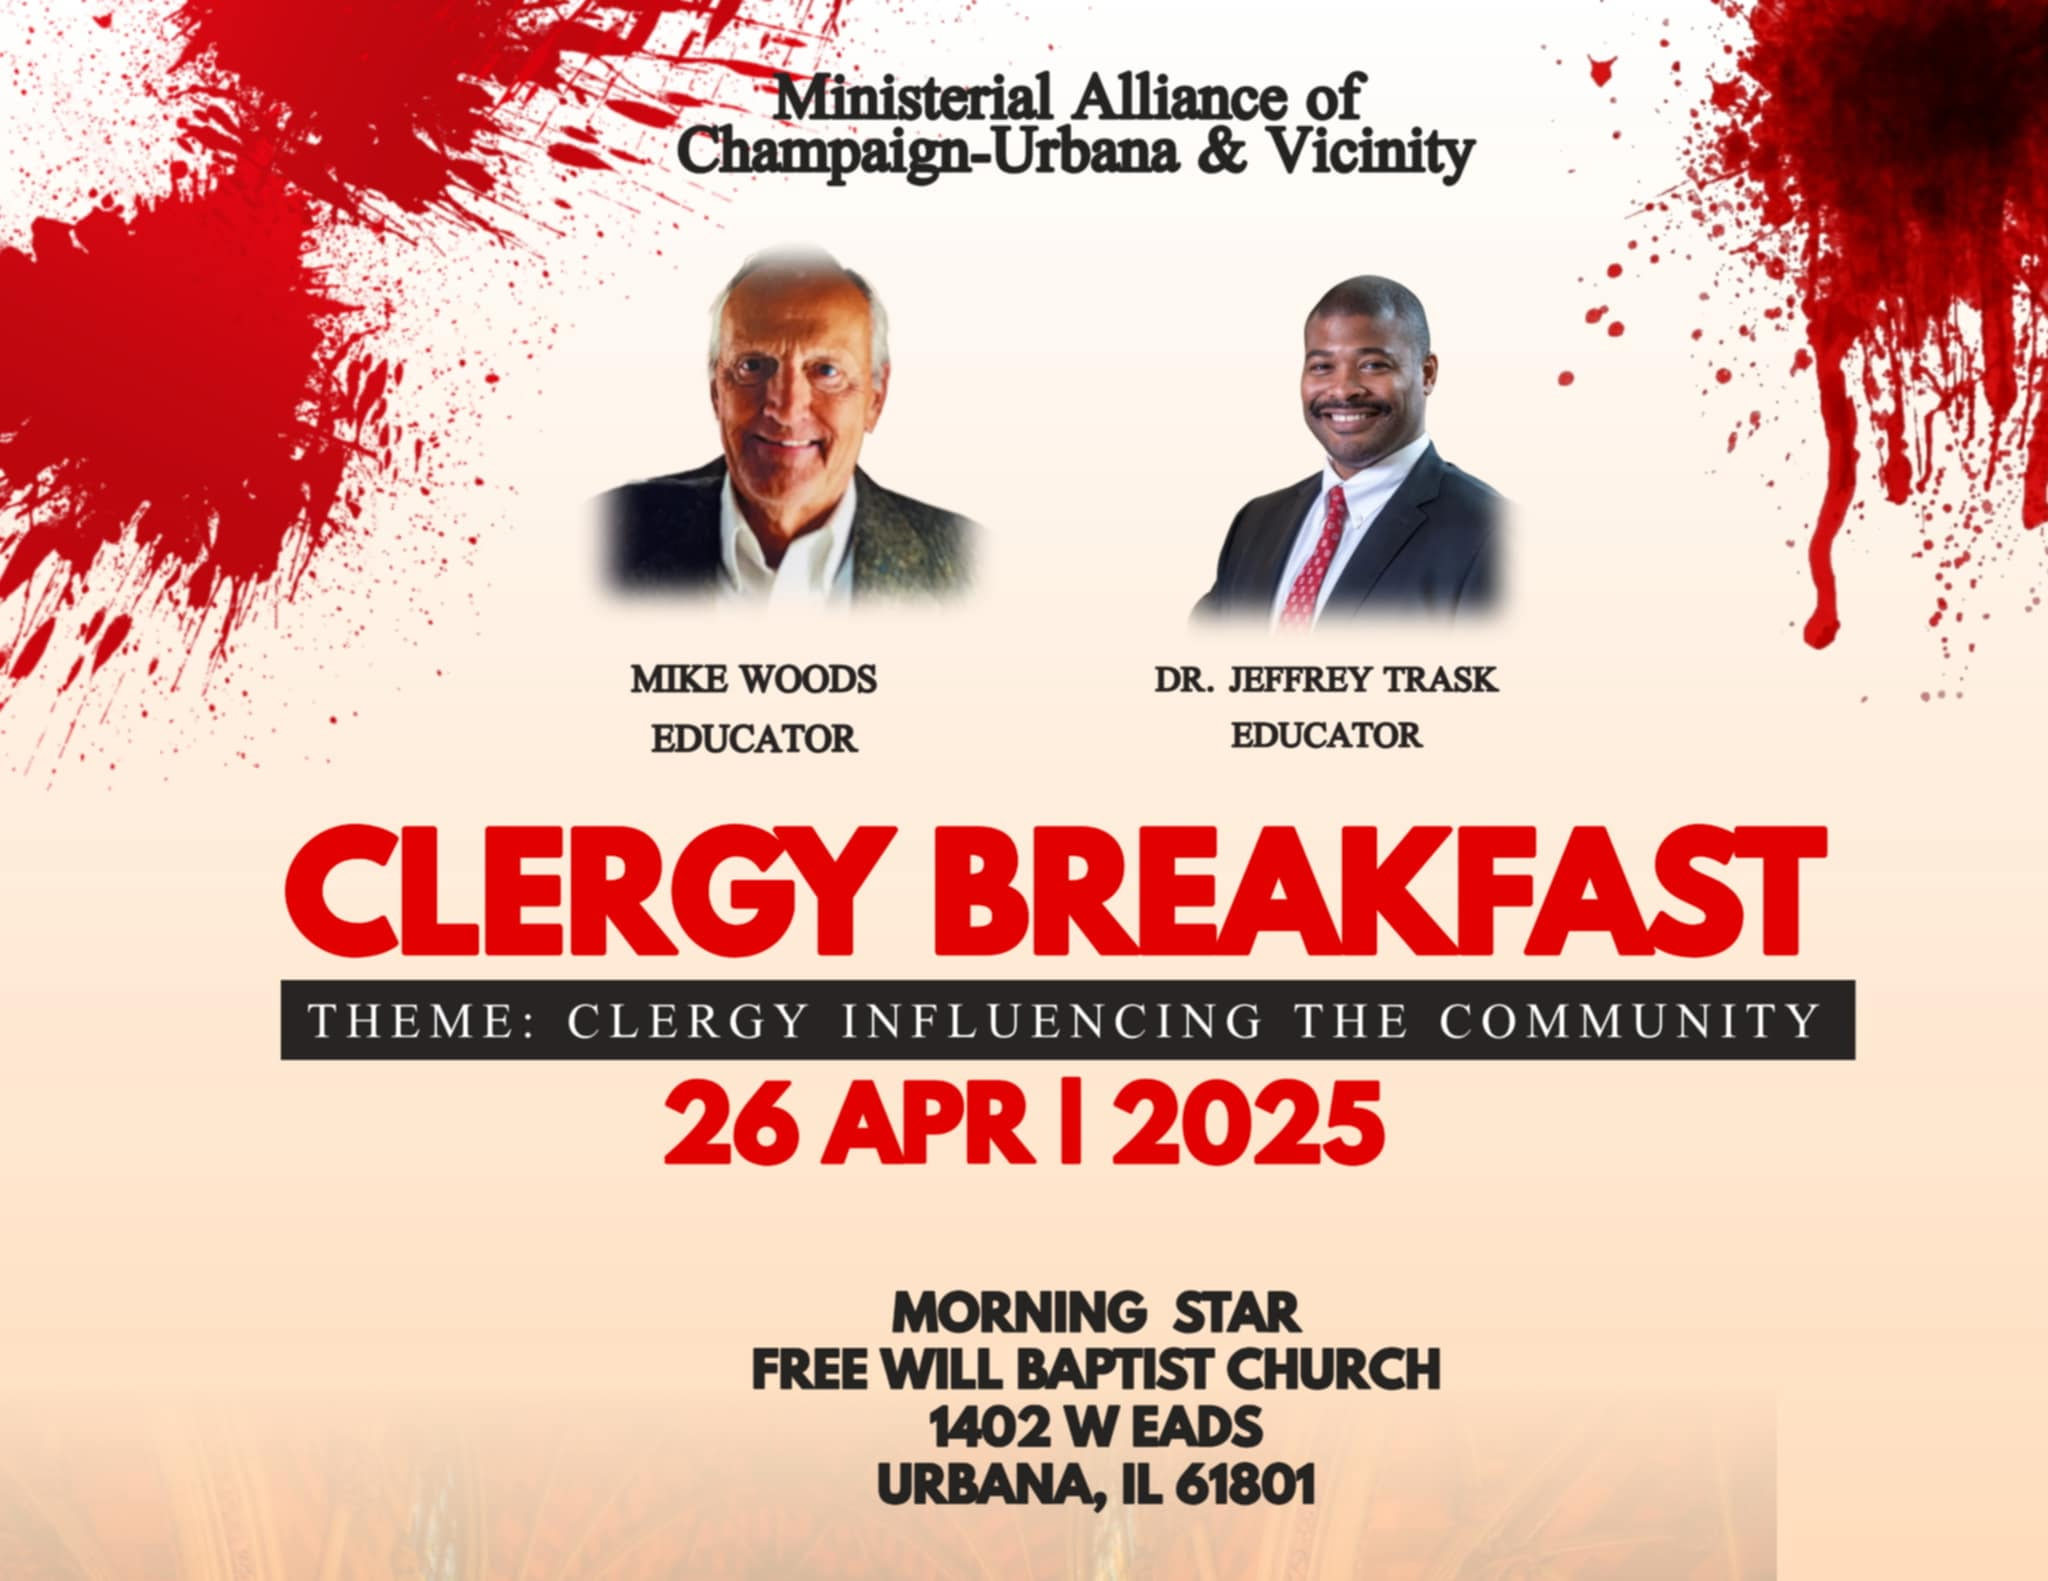 Ministerial Alliance of
Champaign-Urbana & Vicinity
MIKE WOODS
EDUCATOR
DR. JEFFREY TRASK
EDUCATOR
CLERGY BREAKFAST
THEME: CLERGY INFLUENCING THE COMMUNITY
26 APR | 2025
MORNING STAR
FREE WILL BAPTIST CHURCH
1402 W EADS
URBANA, IL 61801